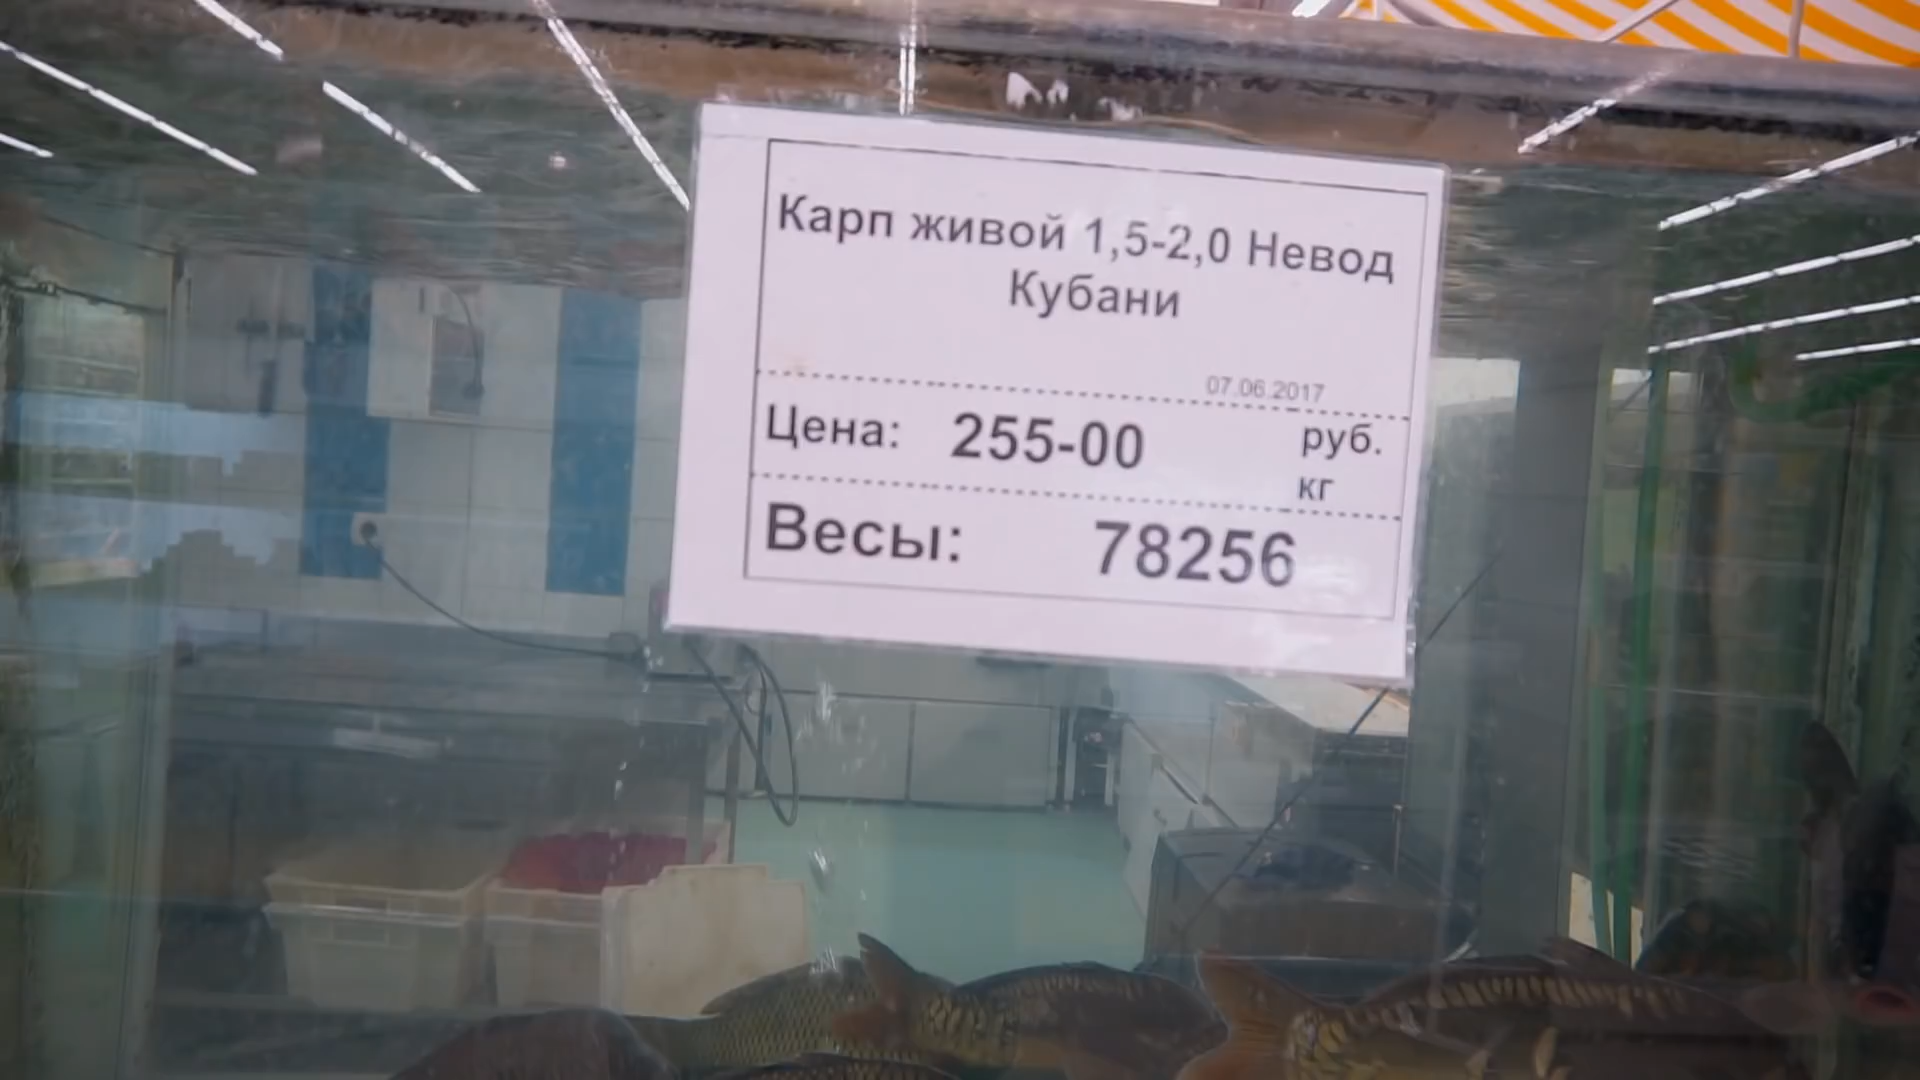 Карп живой 1,5-2,0 Невод
Кубани
07.06.2017
Цена: 255-00 руб.
кг
Весы: 78256